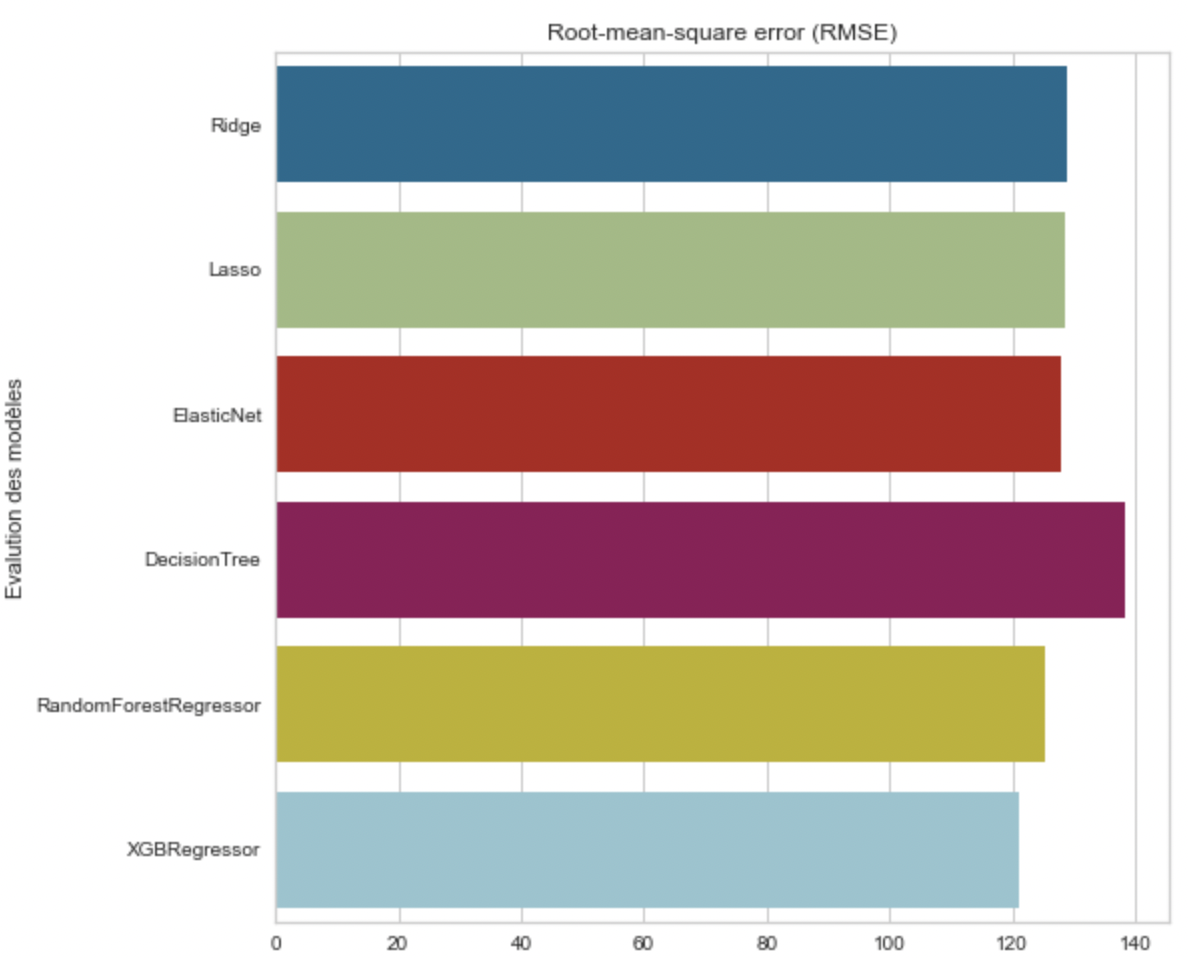 Root-mean-square error (RMSE)
Evalution des modèles
Ridge
Lasso
ElasticNet
DecisionTree
RandomForestRegressor
XGBRegressor
0 20 40 60 80 100 120 140